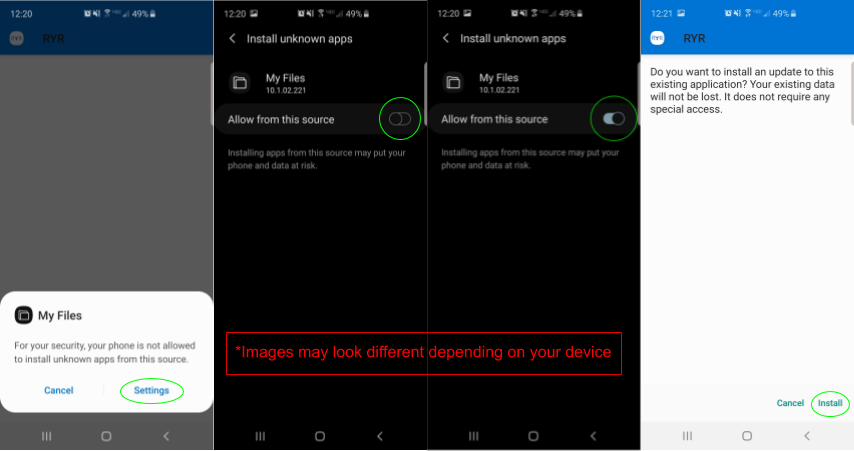 12:20
49%
RYR
RYR
My Files
For your security, your phone is not allowed
to install unknown apps from this source.
Cancel
Settings
12:20
49%
Install unknown apps
My Files
10.1.02.221
Allow from this source
Installing apps from this source may put your
phone and data at risk.
12:20
49%
Install unknown apps
My Files
10.1.02.221
Allow from this source
Installing apps from this source may put your
phone and data at risk.
*Images may look different depending on your device
12:21
49%
RYR
RYR
Do you want to install an update to this
existing application? Your existing data
will not be lost. It does not require any
special access.
Cancel
Install